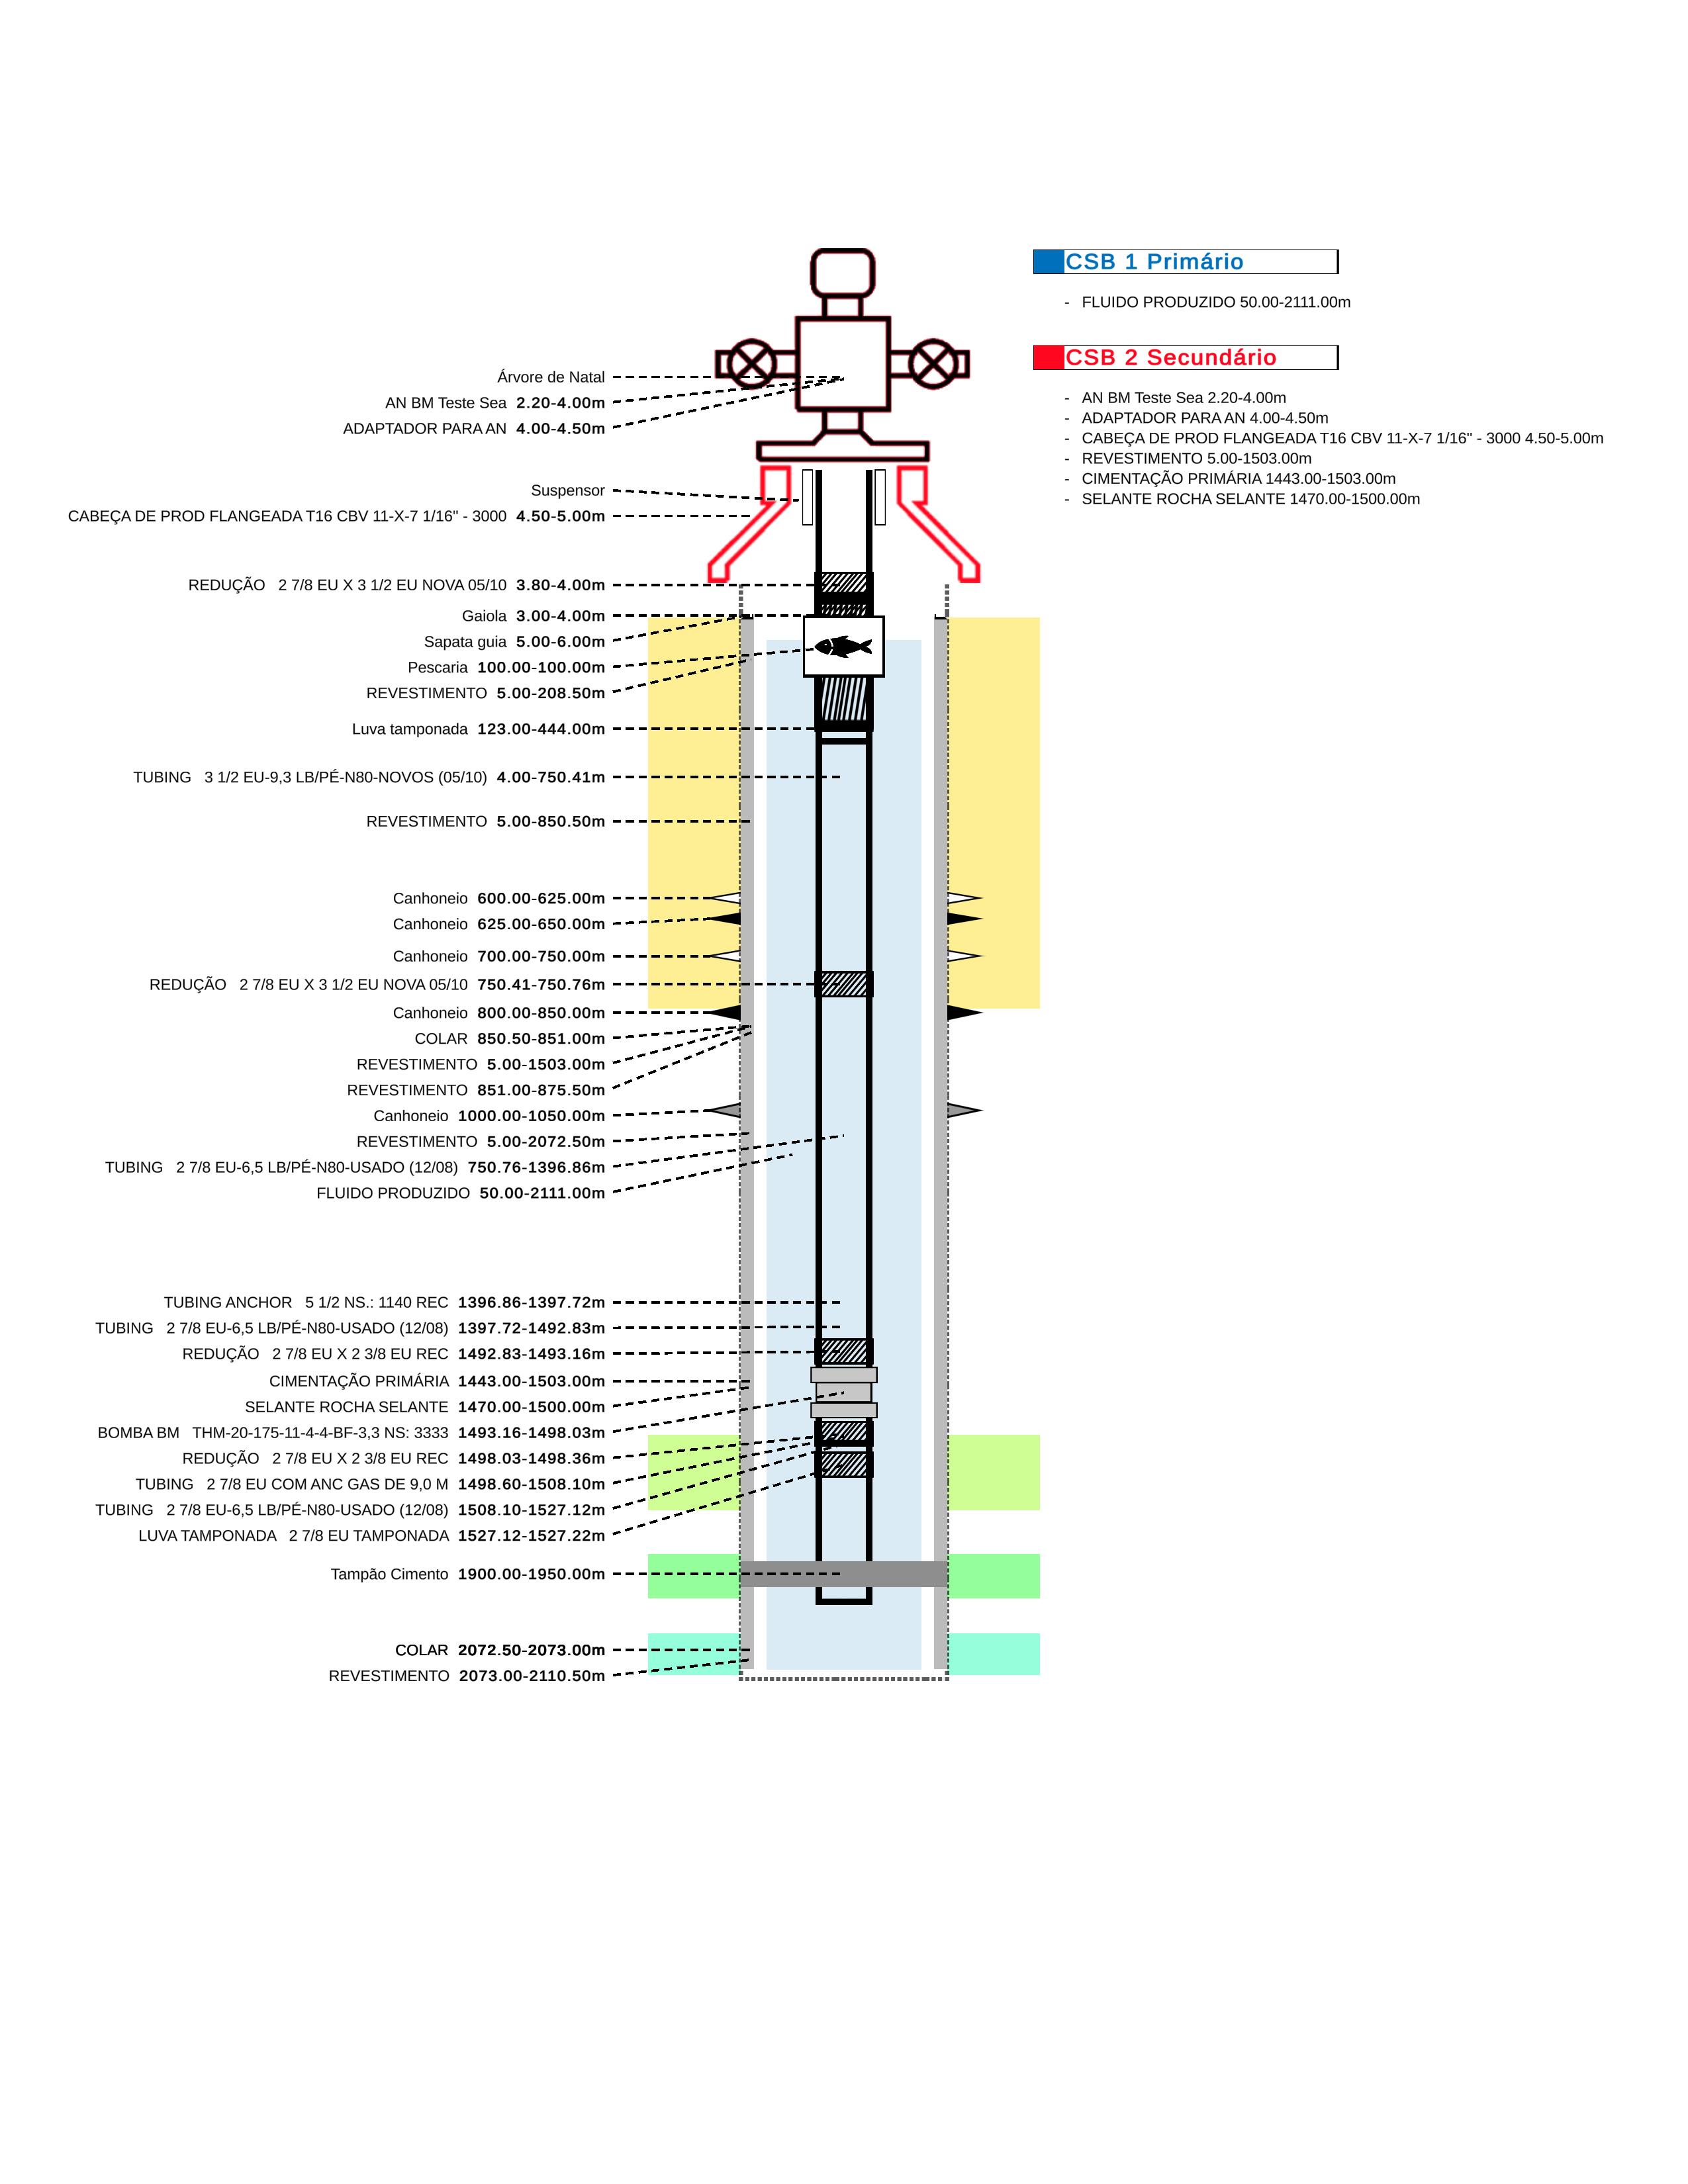 CSB 1 Primário
- FLUIDO PRODUZIDO 50.00-2111.00m
CSB 2 Secundário
- AN BM Teste Sea 2.20-4.00m
- ADAPTADOR PARA AN 4.00-4.50m
- CABEÇA DE PROD FLANGEADA T16 CBV 11-X-7 1/16" - 3000 4.50-5.00m
- REVESTIMENTO 5.00-1503.00m
- CIMENTAÇÃO PRIMÁRIA 1443.00-1503.00m
- SELANTE ROCHA SELANTE 1470.00-1500.00m
Árvore de Natal
AN BM Teste Sea 2.20-4.00m
ADAPTADOR PARA AN 4.00-4.50m
Suspensor
CABEÇA DE PROD FLANGEADA T16 CBV 11-X-7 1/16" - 3000 4.50-5.00m
REDUÇÃO 2 7/8 EU X 3 1/2 EU NOVA 05/10 3.80-4.00m
Gaiola 3.00-4.00m
Sapata guia 5.00-6.00m
Pescaria 100.00-100.00m
REVESTIMENTO 5.00-208.50m
Luva tamponada 123.00-444.00m
TUBING 3 1/2 EU-9,3 LB/PÉ-N80-NOVOS (05/10) 4.00-750.41m
REVESTIMENTO 5.00-850.50m
Canhoneio 600.00-625.00m
Canhoneio 625.00-650.00m
Canhoneio 700.00-750.00m
REDUÇÃO 2 7/8 EU X 3 1/2 EU NOVA 05/10 750.41-750.76m
Canhoneio 800.00-850.00m
COLAR 850.50-851.00m
REVESTIMENTO 5.00-1503.00m
REVESTIMENTO 851.00-875.50m
Canhoneio 1000.00-1050.00m
REVESTIMENTO 5.00-2072.50m
TUBING 2 7/8 EU-6,5 LB/PÉ-N80-USADO (12/08) 750.76-1396.86m
FLUIDO PRODUZIDO 50.00-2111.00m
TUBING ANCHOR 5 1/2 NS.: 1140 REC 1396.86-1397.72m
TUBING 2 7/8 EU-6,5 LB/PÉ-N80-USADO (12/08) 1397.72-1492.83m
REDUÇÃO 2 7/8 EU X 2 3/8 EU REC 1492.83-1493.16m
CIMENTAÇÃO PRIMÁRIA 1443.00-1503.00m
SELANTE ROCHA SELANTE 1470.00-1500.00m
BOMBA BM THM-20-175-11-4-4-BF-3,3 NS: 3333 1493.16-1498.03m
REDUÇÃO 2 7/8 EU X 2 3/8 EU REC 1498.03-1498.36m
TUBING 2 7/8 EU COM ANC GAS DE 9,0 M 1498.60-1508.10m
TUBING 2 7/8 EU-6,5 LB/PÉ-N80-USADO (12/08) 1508.10-1527.12m
LUVA TAMPONADA 2 7/8 EU TAMPONADA 1527.12-1527.22m
Tampão Cimento 1900.00-1950.00m
COLAR 2072.50-2073.00m
REVESTIMENTO 2073.00-2110.50m